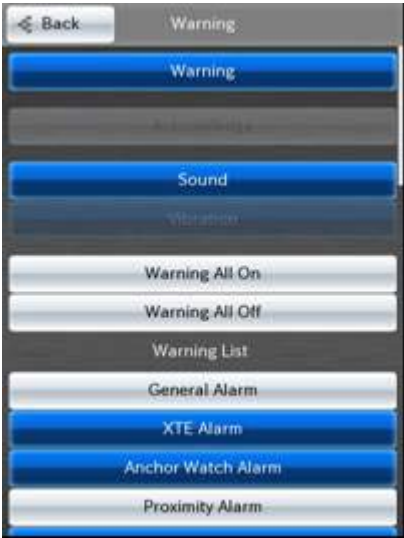 Back
Warning
Warning
Sound
Vibration
Warning All On
Warning All Off
Warning List
General Alarm
XTE Alarm
Anchor Watch Alarm
Proximity Alarm